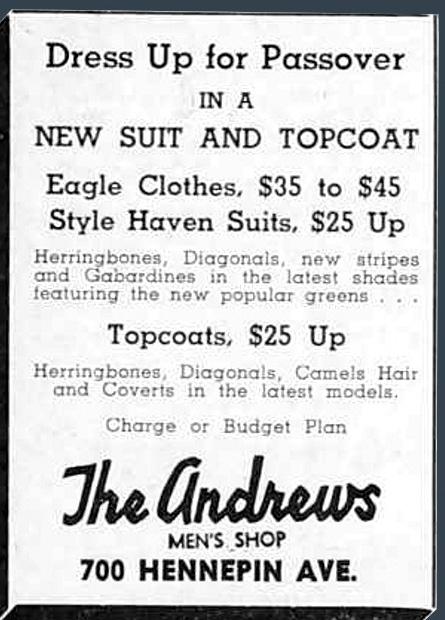 Dress Up for Passover
IN A
NEW SUIT AND TOPCOAT
Eagle Clothes, $35 to $45
Style Haven Suits, $25 Up
Herringbones, Diagonals, new stripes
and Gabardines in the latest shades
featuring the new popular greens . . .
Topcoats, $25 Up
Herringbones, Diagonals, Camels Hair
and Coverts in the latest models.
Charge or Budget Plan
The Andrews
MEN'S SHOP
700 HENNEPIN AVE.